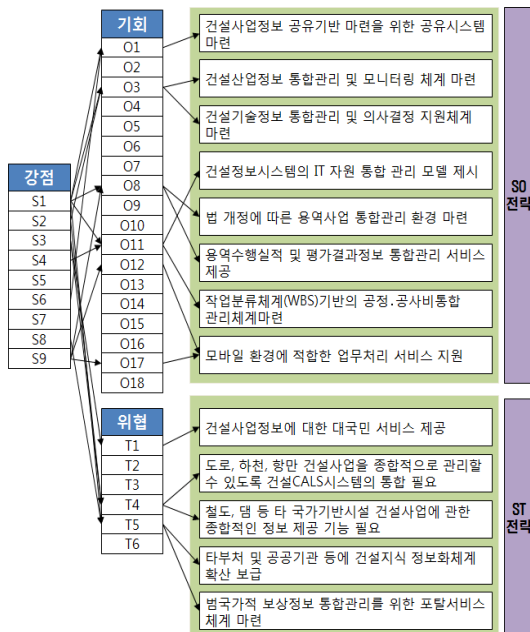 기회
O1
O2
O3
O4
O5
O6
O7
O8
O9
O10
O11
O12
O13
O14
O15
O16
O17
O18
강점
S1
S2
S3
S4
S5
S6
S7
S8
S9
위협
T1
T2
T3
T4
T5
T6
건설사업정보 공유기반 마련을 위한 공유시스템
마련
건설산업정보 통합관리 및 모니터링 체계 마련
건설기술정보 통합관리 및 의사결정 지원체계
마련
건설정보시스템의 IT 자원 통합 관리 모델 제시
법 개정에 따른 용역사업 통합관리 환경 마련
용역수행실적 및 평가결과정보 통합관리 서비스
제공
작업분류체계(WBS)기반의 공정.공사비통합
관리체계마련
모바일 환경에 적합한 업무처리 서비스 지원
SO
전략
건설사업정보에 대한 대국민 서비스 제공
도로, 하천, 항만 건설사업을 종합적으로 관리할
수 있도록 건설CALS시스템의 통합 필요
철도, 댐 등 타 국가기반시설 건설사업에 관한
종합적인 정보 제공 기능 필요
타부처 및 공공기관 등에 건설지식 정보화체계
확산 보급
범국가적 보상정보 통합관리를 위한 포탈서비스
체계 마련
ST
전략